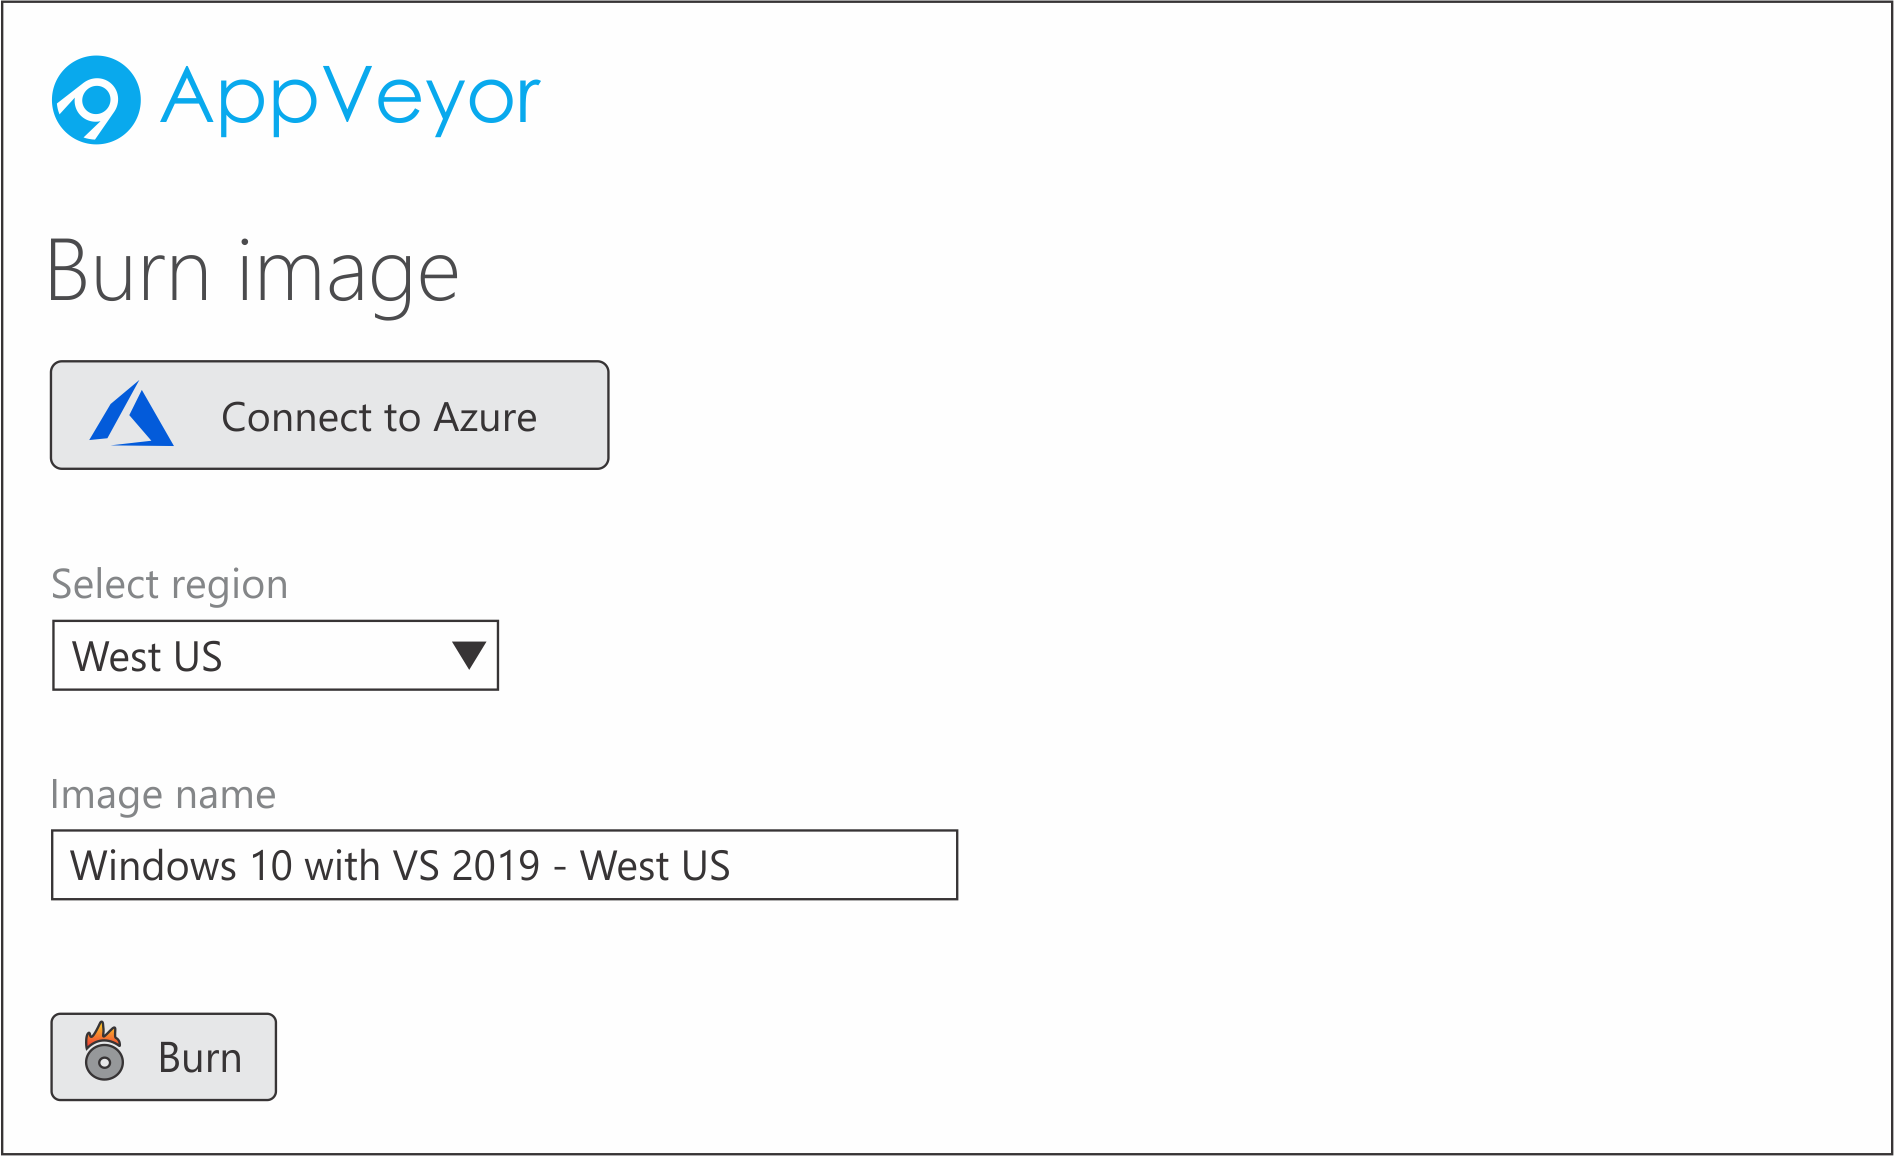 AppVeyor
Burn image
Connect to Azure
Select region
West US
Image name
Windows 10 with VS 2019 - West US
Burn